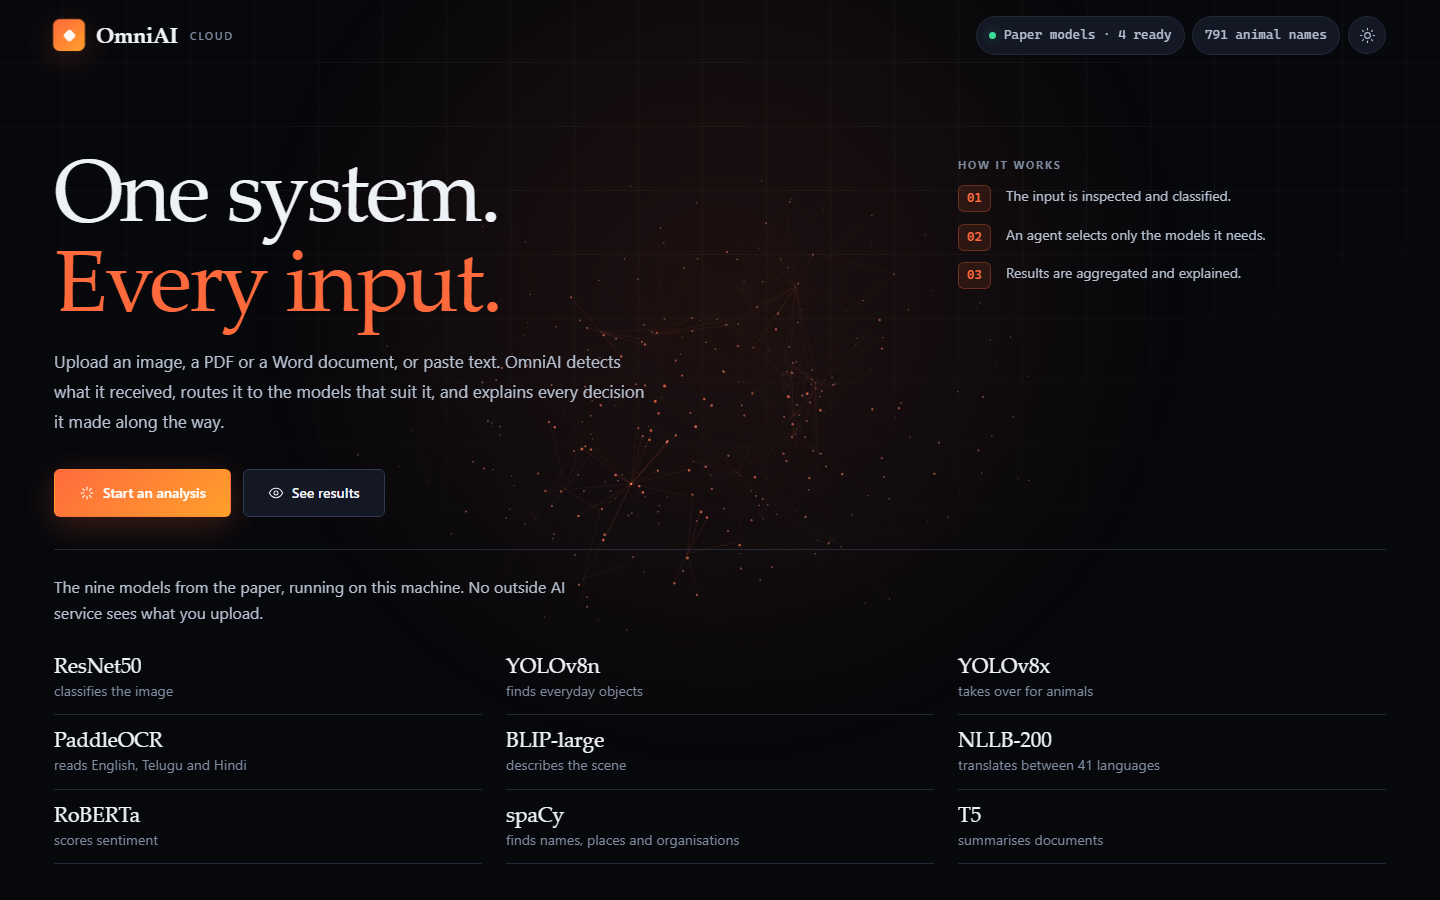 OmniAI CLOUD
Paper models · 4 ready
791 animal names
One system.
Every input.
Upload an image, a PDF or a Word document, or paste text. OmniAI detects
what it received, routes it to the models that suit it, and explains every decision
it made along the way.
Start an analysis
See results
HOW IT WORKS
01 The input is inspected and classified.
02 An agent selects only the models it needs.
03 Results are aggregated and explained.
The nine models from the paper, running on this machine. No outside AI
service sees what you upload.
ResNet50
classifies the image
YOLOv8n
finds everyday objects
YOLOv8x
takes over for animals
PaddleOCR
reads English, Telugu and Hindi
BLIP-large
describes the scene
NLLB-200
translates between 41 languages
RoBERTa
scores sentiment
spaCy
finds names, places and organisations
T5
summarises documents